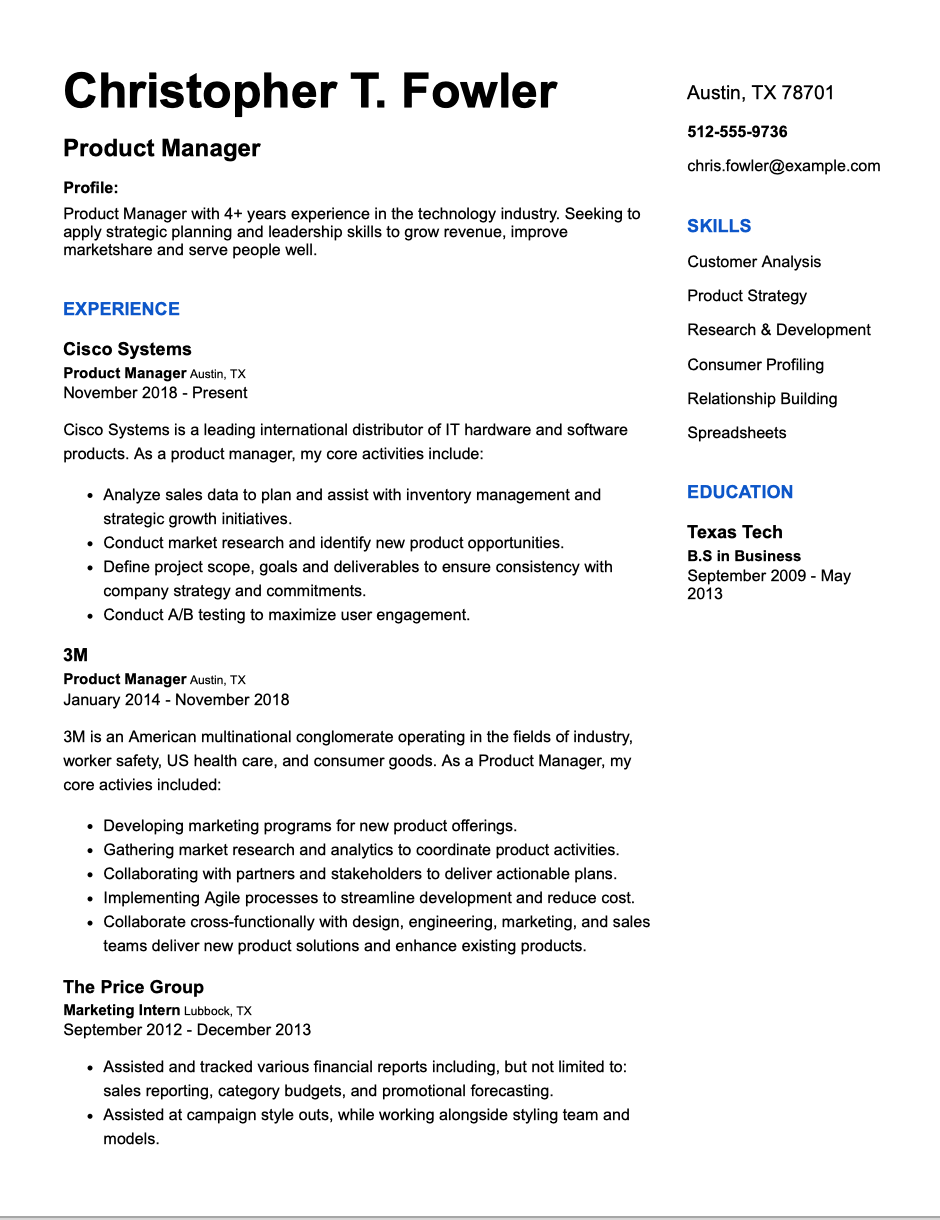 Christopher T. Fowler
Product Manager
Profile:
Product Manager with 4+ years experience in the technology industry. Seeking to
apply strategic planning and leadership skills to grow revenue, improve
marketshare and serve people well.
EXPERIENCE
Cisco Systems
Product Manager Austin, TX
November 2018 - Present
Cisco Systems is a leading international distributor of IT hardware and software
products. As a product manager, my core activities include:
• Analyze sales data to plan and assist with inventory management and
strategic growth initiatives.
• Conduct market research and identify new product opportunities.
• Define project scope, goals and deliverables to ensure consistency with
company strategy and commitments.
• Conduct A/B testing to maximize user engagement.
3M
Product Manager Austin, TX
January 2014 - November 2018
3M is an American multinational conglomerate operating in the fields of industry,
worker safety, US health care, and consumer goods. As a Product Manager, my
core activies included:
• Developing marketing programs for new product offerings.
• Gathering market research and analytics to coordinate product activities.
• Collaborating with partners and stakeholders to deliver actionable plans.
• Implementing Agile processes to streamline development and reduce cost.
• Collaborate cross-functionally with design, engineering, marketing, and sales
teams deliver new product solutions and enhance existing products.
The Price Group
Marketing Intern Lubbock, TX
September 2012 - December 2013
• Assisted and tracked various financial reports including, but not limited to:
sales reporting, category budgets, and promotional forecasting.
• Assisted at campaign style outs, while working alongside styling team and
models.
Austin, TX 78701
512-555-9736
chris.fowler@example.com
SKILLS
Customer Analysis
Product Strategy
Research & Development
Consumer Profiling
Relationship Building
Spreadsheets
EDUCATION
Texas Tech
B.S in Business
September 2009 - May
2013